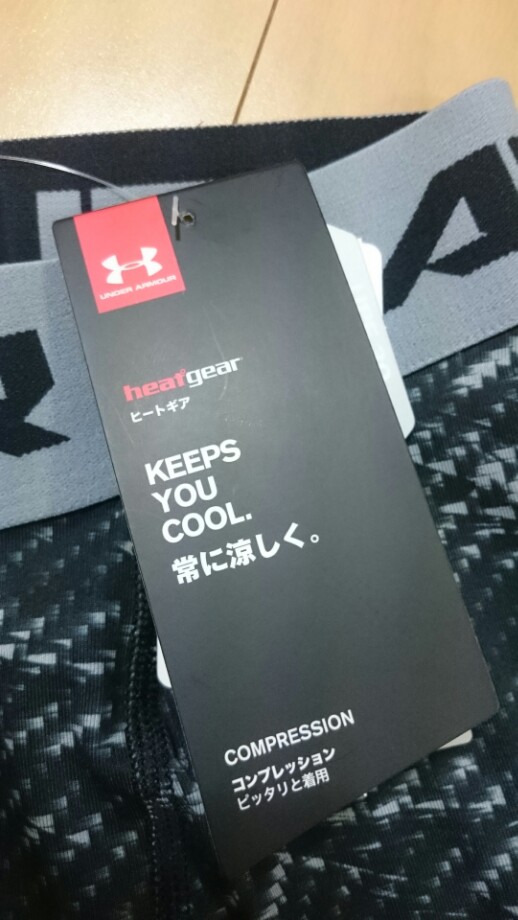 UNDER ARMOUR
heatgear
ヒートギア
KEEPS
YOU
COOL.
常に涼しく。
COMPRESSION
コンプレッション
ピッタリと着用